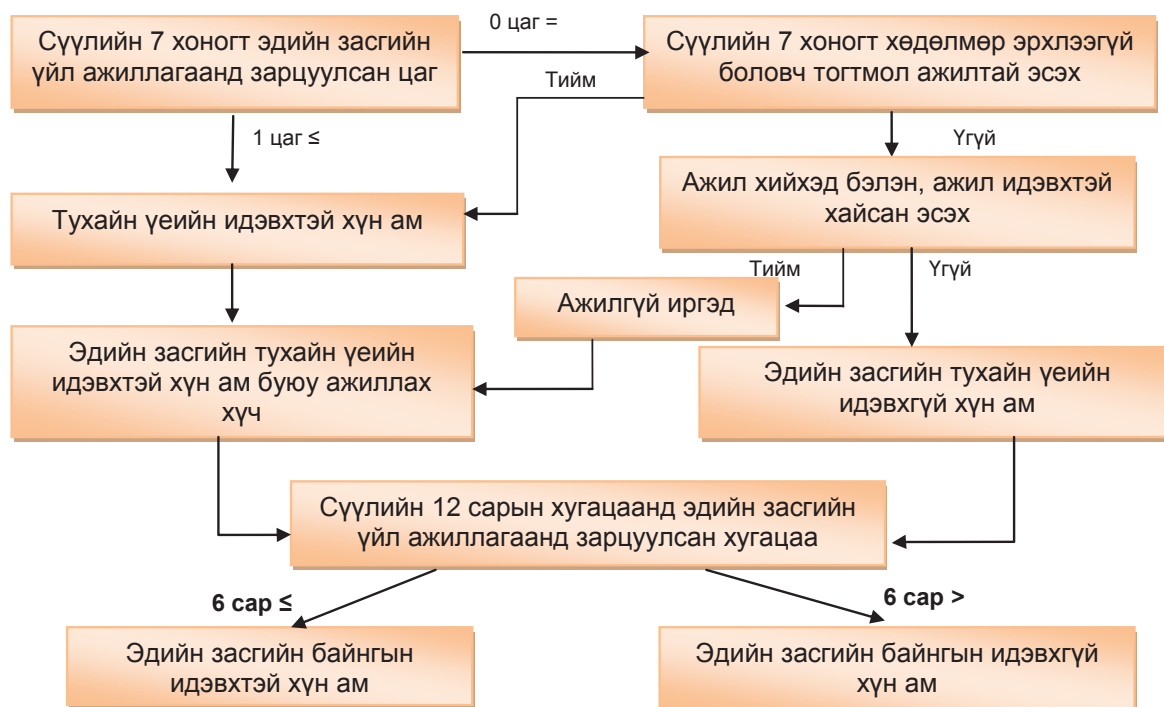 0 цаг =
Сүүлийн 7 хоногт эдийн засгийн
үйл ажиллагаанд зарцуулсан цаг
Сүүлийн 7 хоногт хөдөлмөр эрхлээгүй
боловч тогтмол ажилтай эсэх
Тийм
1 цаг ≤
Үгүй
Ажил хийхэд бэлэн, ажил идэвхтэй
хайсан эсэх
Тухайн үеийн идэвхтэй хүн ам
Тийм
Үгүй
Ажилгүй иргэд
Эдийн засгийн тухайн үеийн
идэвхтэй хүн ам буюу ажиллах
хүч
Эдийн засгийн тухайн үеийн
идэвхгүй хүн ам
Сүүлийн 12 сарын хугацаанд эдийн засгийн
үйл ажиллагаанд зарцуулсан хугацаа
6 сар ≤
6 сар >
Эдийн засгийн байнгын
идэвхтэй хүн ам
Эдийн засгийн байнгын идэвхгүй
хүн ам